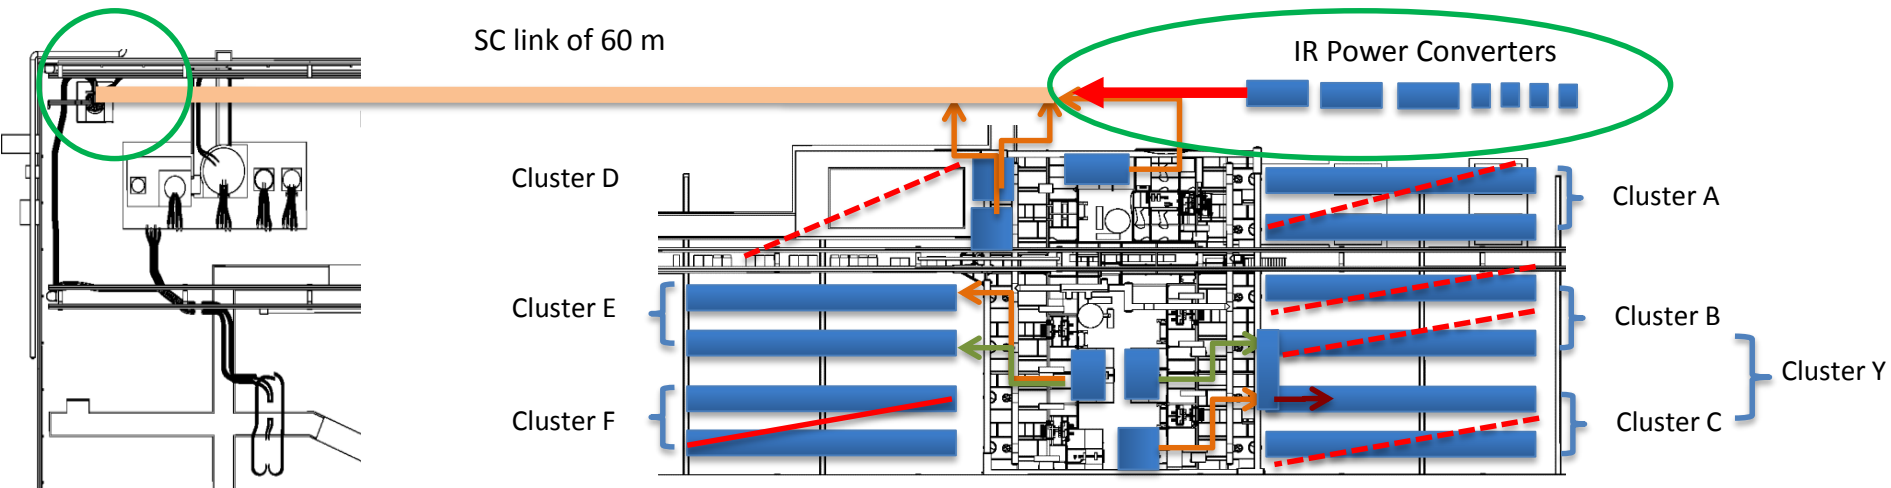 SC link of 60 m
IR Power Converters
Cluster D
Cluster A
Cluster E
Cluster B
Cluster Y
Cluster F
Cluster C